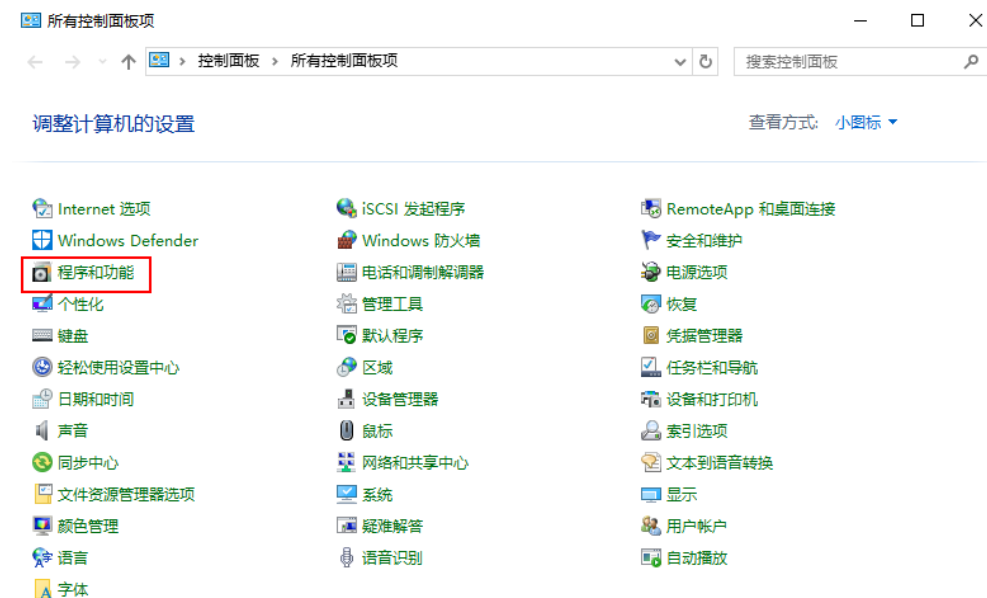 所有控制面板项
控制面板 › 所有控制面板项
搜索控制面板
调整计算机的设置
查看方式: 小图标
Internet 选项
iSCSI 发起程序
RemoteApp 和桌面连接
Windows Defender
Windows 防火墙
安全和维护
程序和功能
电话和调制解调器
电源选项
个性化
管理工具
恢复
键盘
默认程序
凭据管理器
轻松使用设置中心
区域
任务栏和导航
日期和时间
设备管理器
设备和打印机
声音
鼠标
索引选项
同步中心
网络和共享中心
文本到语音转换
文件资源管理器选项
系统
显示
颜色管理
疑难解答
用户帐户
语言
语音识别
自动播放
字体